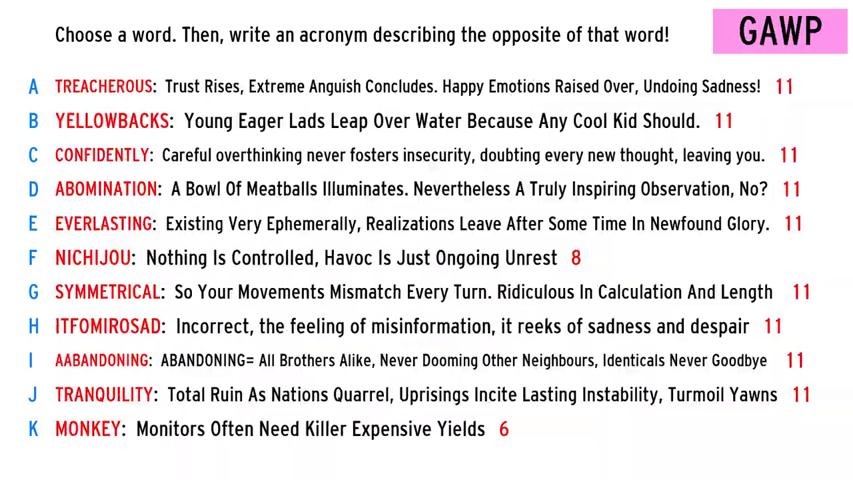 Choose a word. Then, write an acronym describing the opposite of that word!
GAWP
A TREACHEROUS: Trust Rises, Extreme Anguish Concludes. Happy Emotions Raised Over, Undoing Sadness! 11
B YELLOWBACKS: Young Eager Lads Leap Over Water Because Any Cool Kid Should. 11
C CONFIDENTLY: Careful overthinking never fosters insecurity, doubting every new thought, leaving you. 11
D ABOMINATION: A Bowl Of Meatballs Illuminates. Nevertheless A Truly Inspiring Observation, No? 11
E EVERLASTING: Existing Very Ephemerally, Realizations Leave After Some Time In Newfound Glory. 11
F NICHIJOU: Nothing Is Controlled, Havoc Is Just Ongoing Unrest 8
G SYMMETRICAL: So Your Movements Mismatch Every Turn. Ridiculous In Calculation And Length 11
H ITFOMIROSAD: Incorrect, the feeling of misinformation, it reeks of sadness and despair 11
I AABANDONING: ABANDONING= All Brothers Alike, Never Dooming Other Neighbours, Identicals Never Goodbye 11
J TRANQUILITY: Total Ruin As Nations Quarrel, Uprisings Incite Lasting Instability, Turmoil Yawns 11
K MONKEY: Monitors Often Need Killer Expensive Yields 6